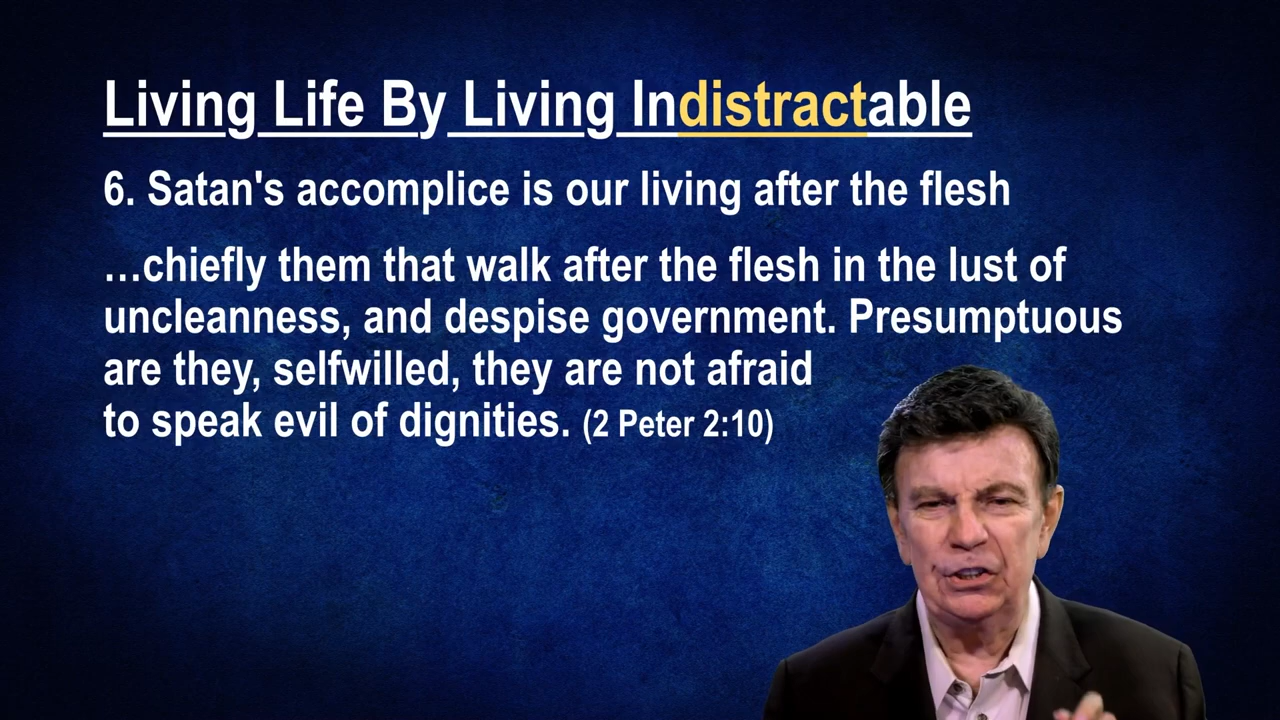 Living Life By Living Indistractable
6. Satan's accomplice is our living after the flesh
…chiefly them that walk after the flesh in the lust of
uncleanness, and despise government. Presumptuous
are they, selfwilled, they are not afraid
to speak evil of dignities. (2 Peter 2:10)